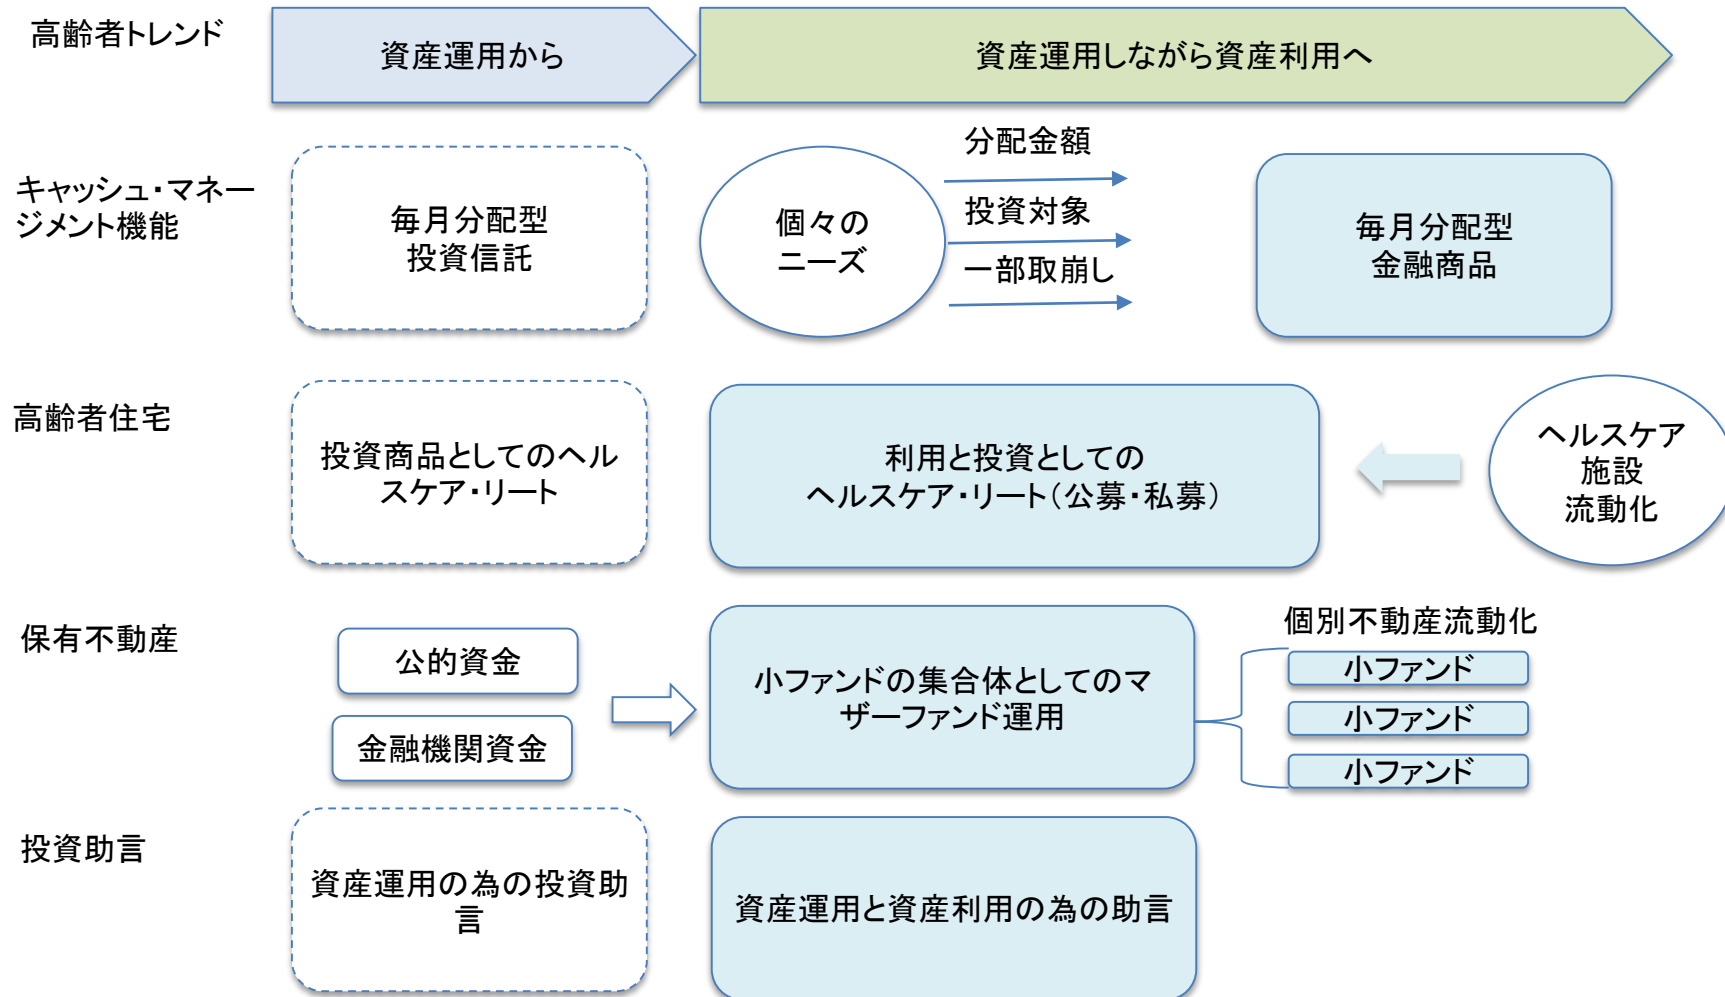 高齢者トレンド
資産運用から
資産運用しながら資産利用へ
キャッシュ・マネー
ジメント機能
毎月分配型
投資信託
個々の
ニーズ
分配金額
投資対象
一部取崩し
毎月分配型
金融商品
高齢者住宅
投資商品としてのヘル
スケア・リート
利用と投資としての
ヘルスケア・リート（公募・私募）
ヘルスケア
施設
流動化
保有不動産
公的資金
金融機関資金
小ファンドの集合体としてのマ
ザーファンド運用
個別不動産流動化
小ファンド
小ファンド
小ファンド
投資助言
資産運用の為の投資助
言
資産運用と資産利用の為の助言